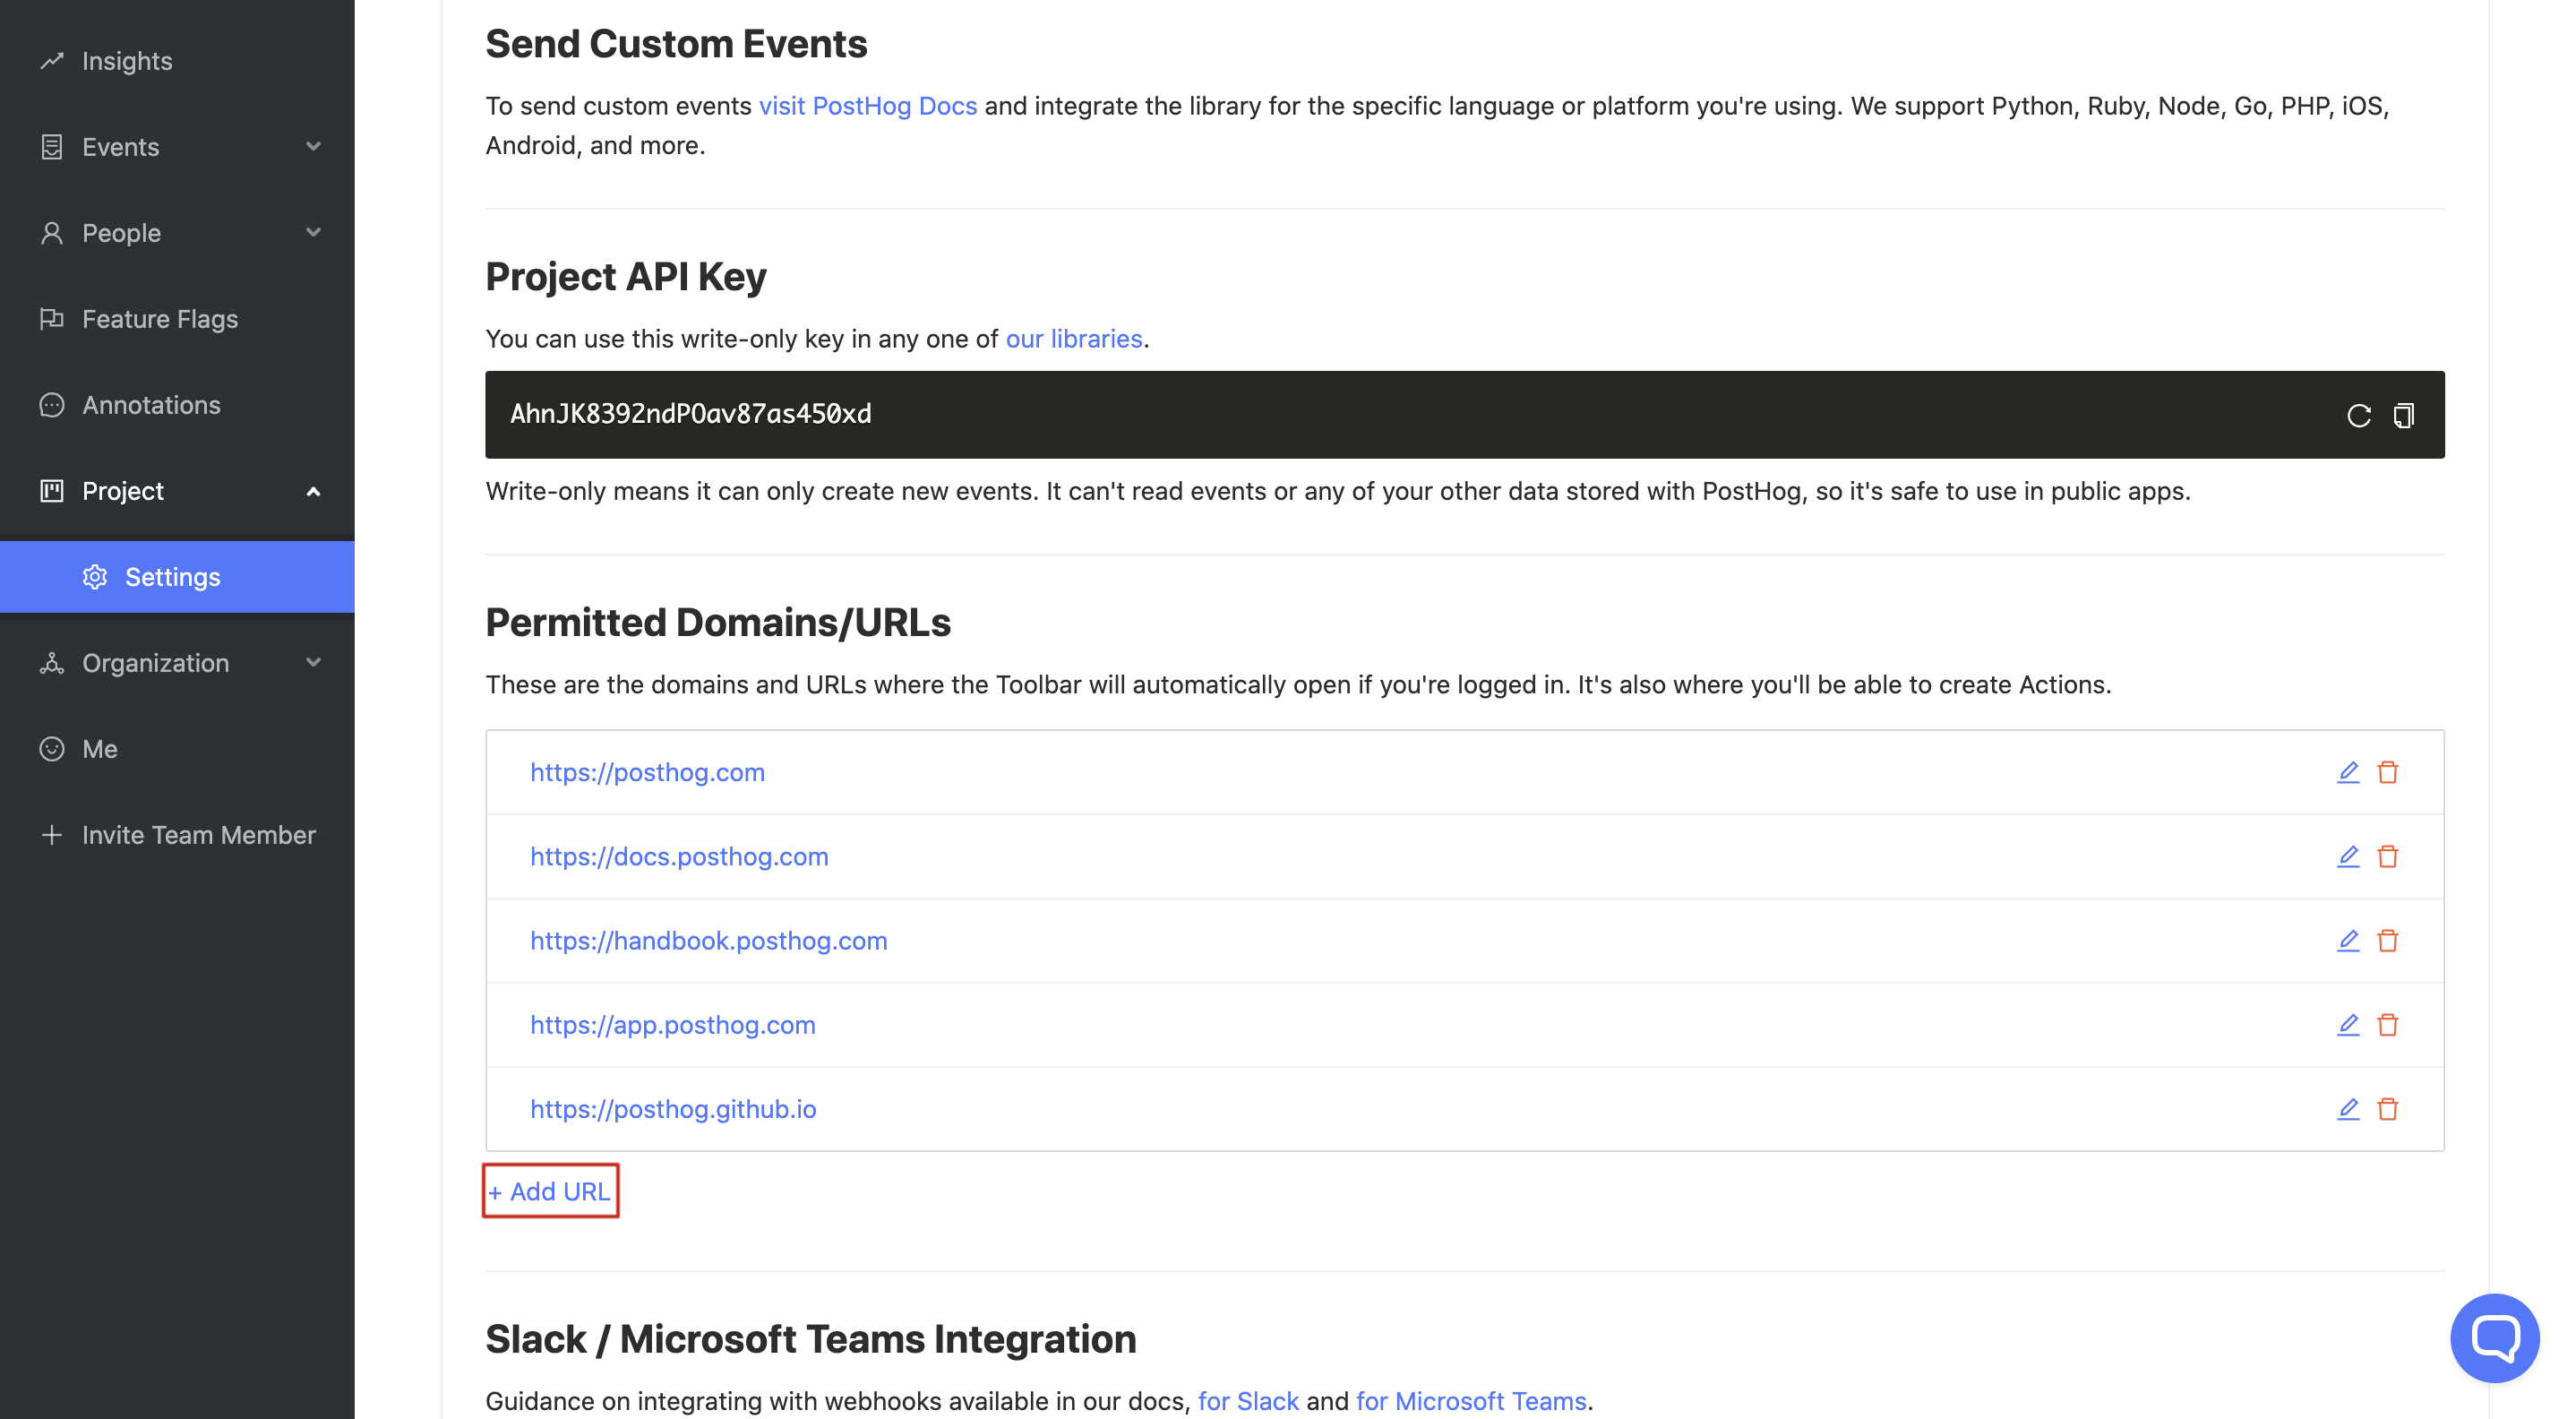 Insights
Events
People
Feature Flags
Annotations
Project
Settings
Organization
Me
Invite Team Member
Send Custom Events
To send custom events visit PostHog Docs and integrate the library for the specific language or platform you're using. We support Python, Ruby, Node, Go, PHP, iOS,
Android, and more.
Project API Key
You can use this write-only key in any one of our libraries.
AhnJK8392ndPOav87as450xd
Write-only means it can only create new events. It can't read events or any of your other data stored with PostHog, so it's safe to use in public apps.
Permitted Domains/URLs
These are the domains and URLs where the Toolbar will automatically open if you're logged in. It's also where you'll be able to create Actions.
https://posthog.com
https://docs.posthog.com
https://handbook.posthog.com
https://app.posthog.com
https://posthog.github.io
+ Add URL
Slack / Microsoft Teams Integration
Guidance on integrating with webhooks available in our docs, for Slack and for Microsoft Teams.